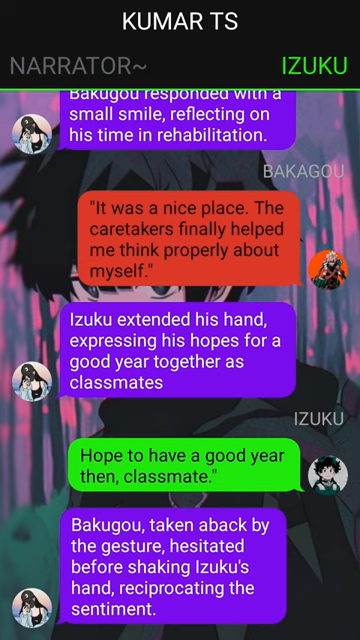 KUMAR TS
NARRATOR~
IZUKU
Bakugou responded with a
small smile, reflecting on
his time in rehabilitation.
BAKAGOU
"It was a nice place. The
caretakers finally helped
me think properly about
myself."
Izuku extended his hand,
expressing his hopes for a
good year together as
classmates
IZUKU
Hope to have a good year
then, classmate."
Bakugou, taken aback by
the gesture, hesitated
before shaking Izuku's
hand, reciprocating the
sentiment.